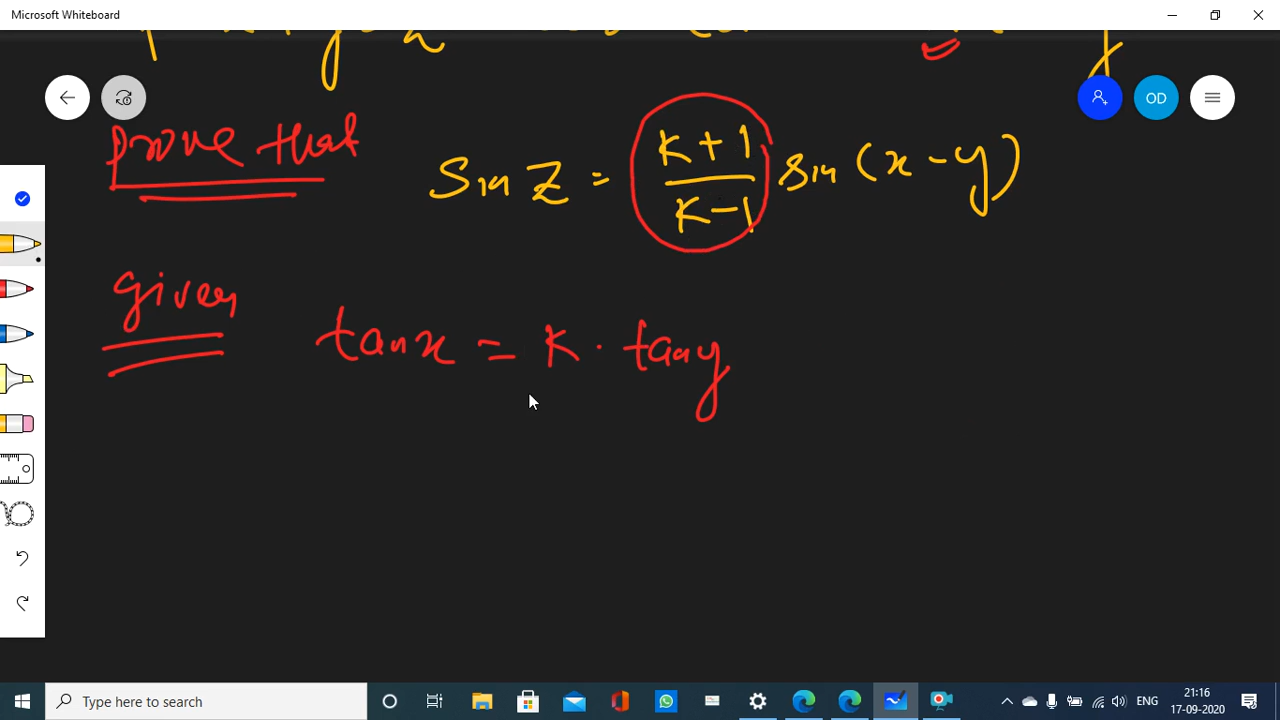 Microsoft Whiteboard
OD
Prove that
Sin Z = K+1 / K-1 sin (x - y)
given
tan x = K . tan y
Type here to search
ENG
21:16
17-09-2020